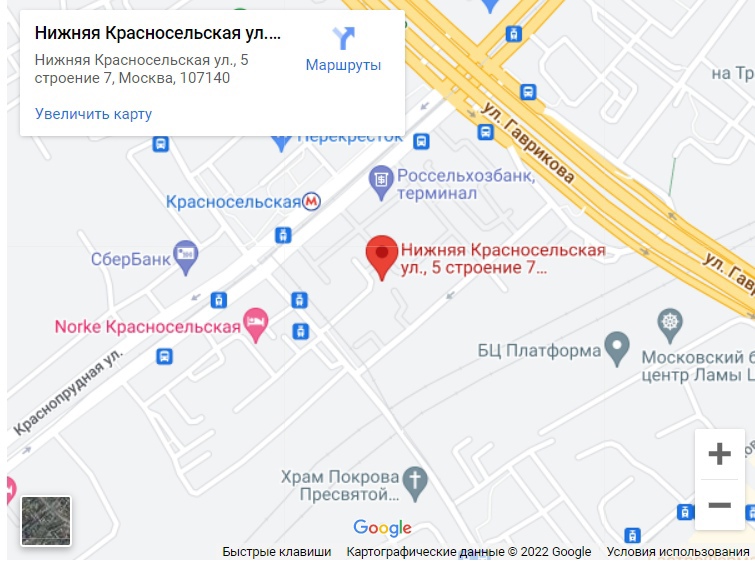 Нижняя Красносельская ул....
Нижняя Красносельская ул., 5
строение 7, Москва, 107140
Маршруты
Увеличить карту
на Тр
ул. Гаврикова
Перекресток
Россельхозбанк,
терминал
Красносельская
М
Нижняя Красносельская
ул., 5 строение 7...
СберБанк
ул. Гаврикова
Norke Красносельская
БЦ Платформа
Московский б
центр Ламы Ц
Краснопрудная ул.
Храм Покрова
Пресвятой...
Google
Быстрые клавиши
Картографические данные © 2022 Google
Условия использования